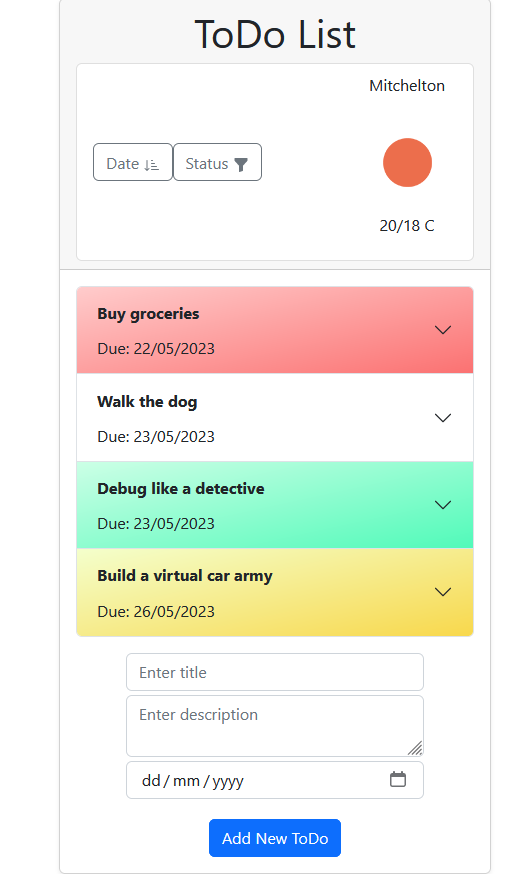 ToDo List
Mitchelton
Date Status
20/18 C
Buy groceries
Due: 22/05/2023
Walk the dog
Due: 23/05/2023
Debug like a detective
Due: 23/05/2023
Build a virtual car army
Due: 26/05/2023
Enter title
Enter description
dd/mm/yyyy
Add New ToDo